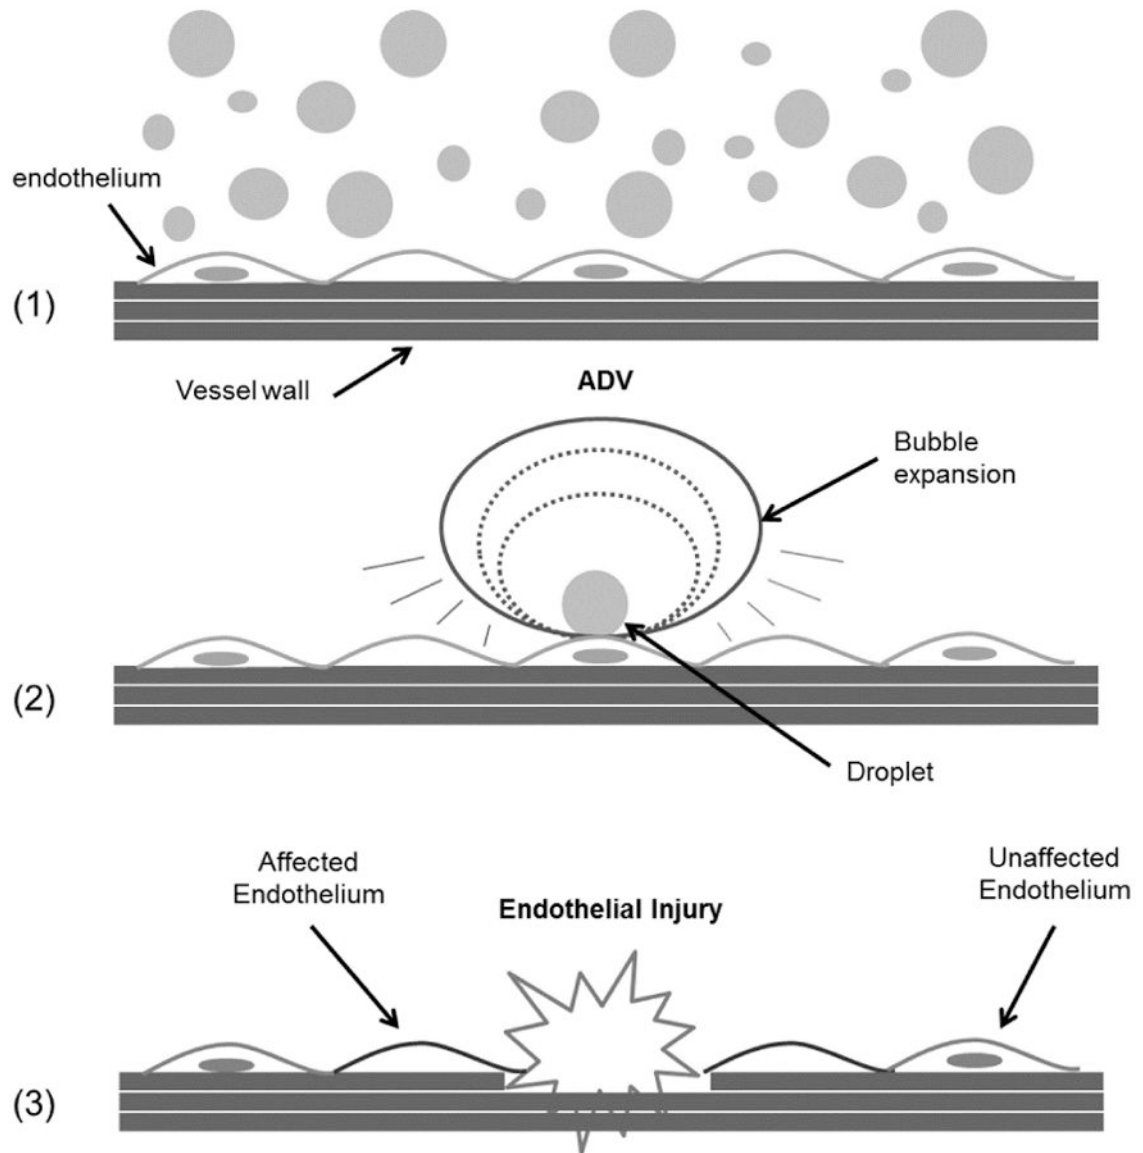 endothelium
(1)
Vessel wall
ADV
Bubble
expansion
(2)
Droplet
Affected
Endothelium
Unaffected
Endothelium
Endothelial Injury
(3)